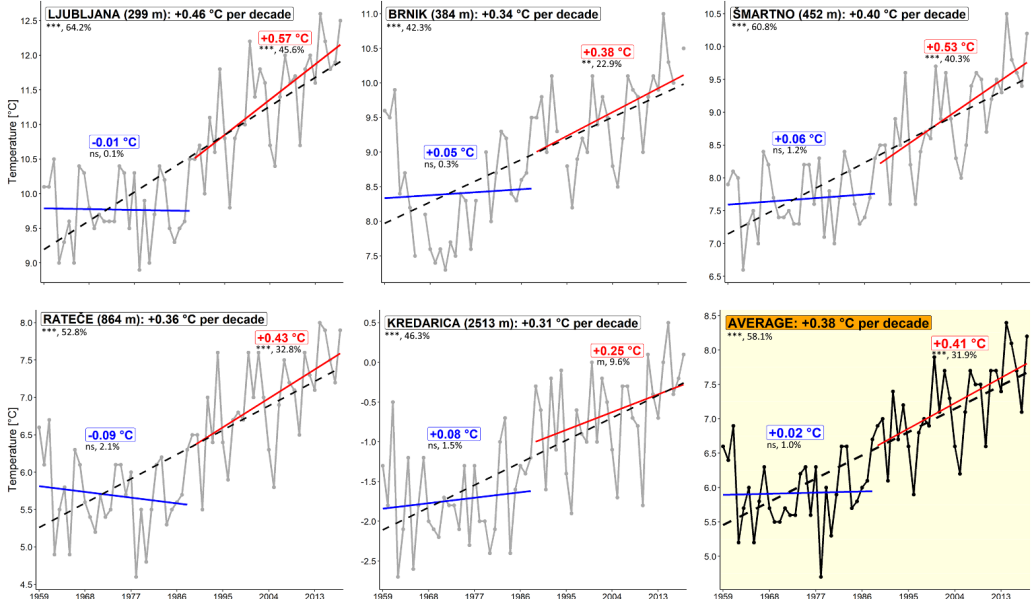 LJUBLJANA (299 m): +0.46 °C per decade
***, 64.2%
+0.57 °C
***, 45.6%
-0.01 °C
ns, 0.1%
Temperature [°C]
12.5
12.0
11.5
11.0
10.5
10.0
9.5
9.0
BRNIK (384 m): +0.34 °C per decade
***, 42.3%
+0.38 °C
**, 22.9%
+0.05 °C
ns, 0.3%
11.0
10.5
10.0
9.5
9.0
8.5
8.0
7.5
ŠMARTNO (452 m): +0.40 °C per decade
***, 60.8%
+0.53 °C
***, 40.3%
+0.06 °C
ns, 1.2%
10.5
10.0
9.5
9.0
8.5
8.0
7.5
7.0
6.5
RATEČE (864 m): +0.36 °C per decade
***, 52.8%
+0.43 °C
***, 32.8%
-0.09 °C
ns, 2.1%
Temperature [°C]
8.0
7.5
7.0
6.5
6.0
5.5
5.0
4.5
1959 1968 1977 1986 1995 2004 2013
KREDARICA (2513 m): +0.31 °C per decade
***, 46.3%
+0.25 °C
m, 9.6%
+0.08 °C
ns, 1.5%
0.5
0.0
-0.5
-1.0
-1.5
-2.0
-2.5
1959 1968 1977 1986 1995 2004 2013
AVERAGE: +0.38 °C per decade
***, 58.1%
+0.41 °C
***, 31.9%
+0.02 °C
ns, 1.0%
8.5
8.0
7.5
7.0
6.5
6.0
5.5
5.0
1959 1968 1977 1986 1995 2004 2013